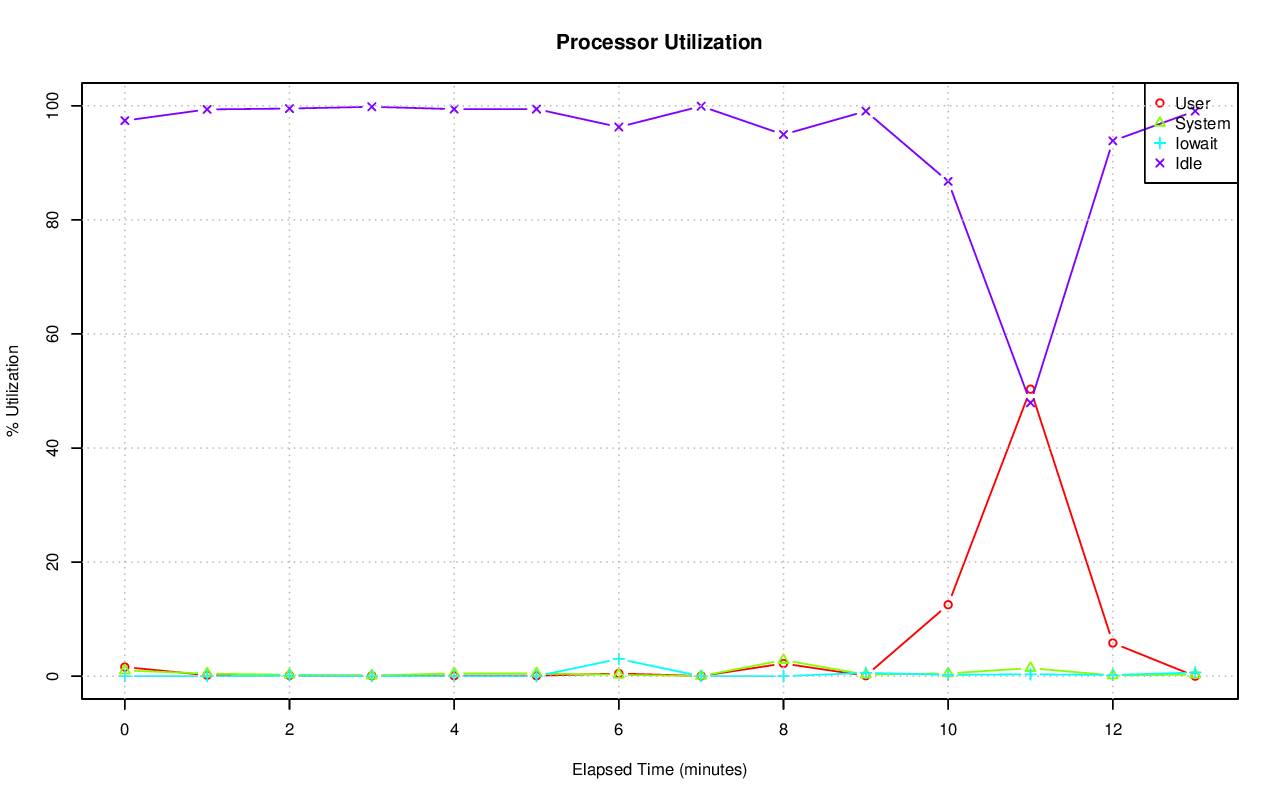 Processor Utilization
100
80
60
40
20
0
% Utilization
User
System
Iowait
Idle
0 2 4 6 8 10 12
Elapsed Time (minutes)